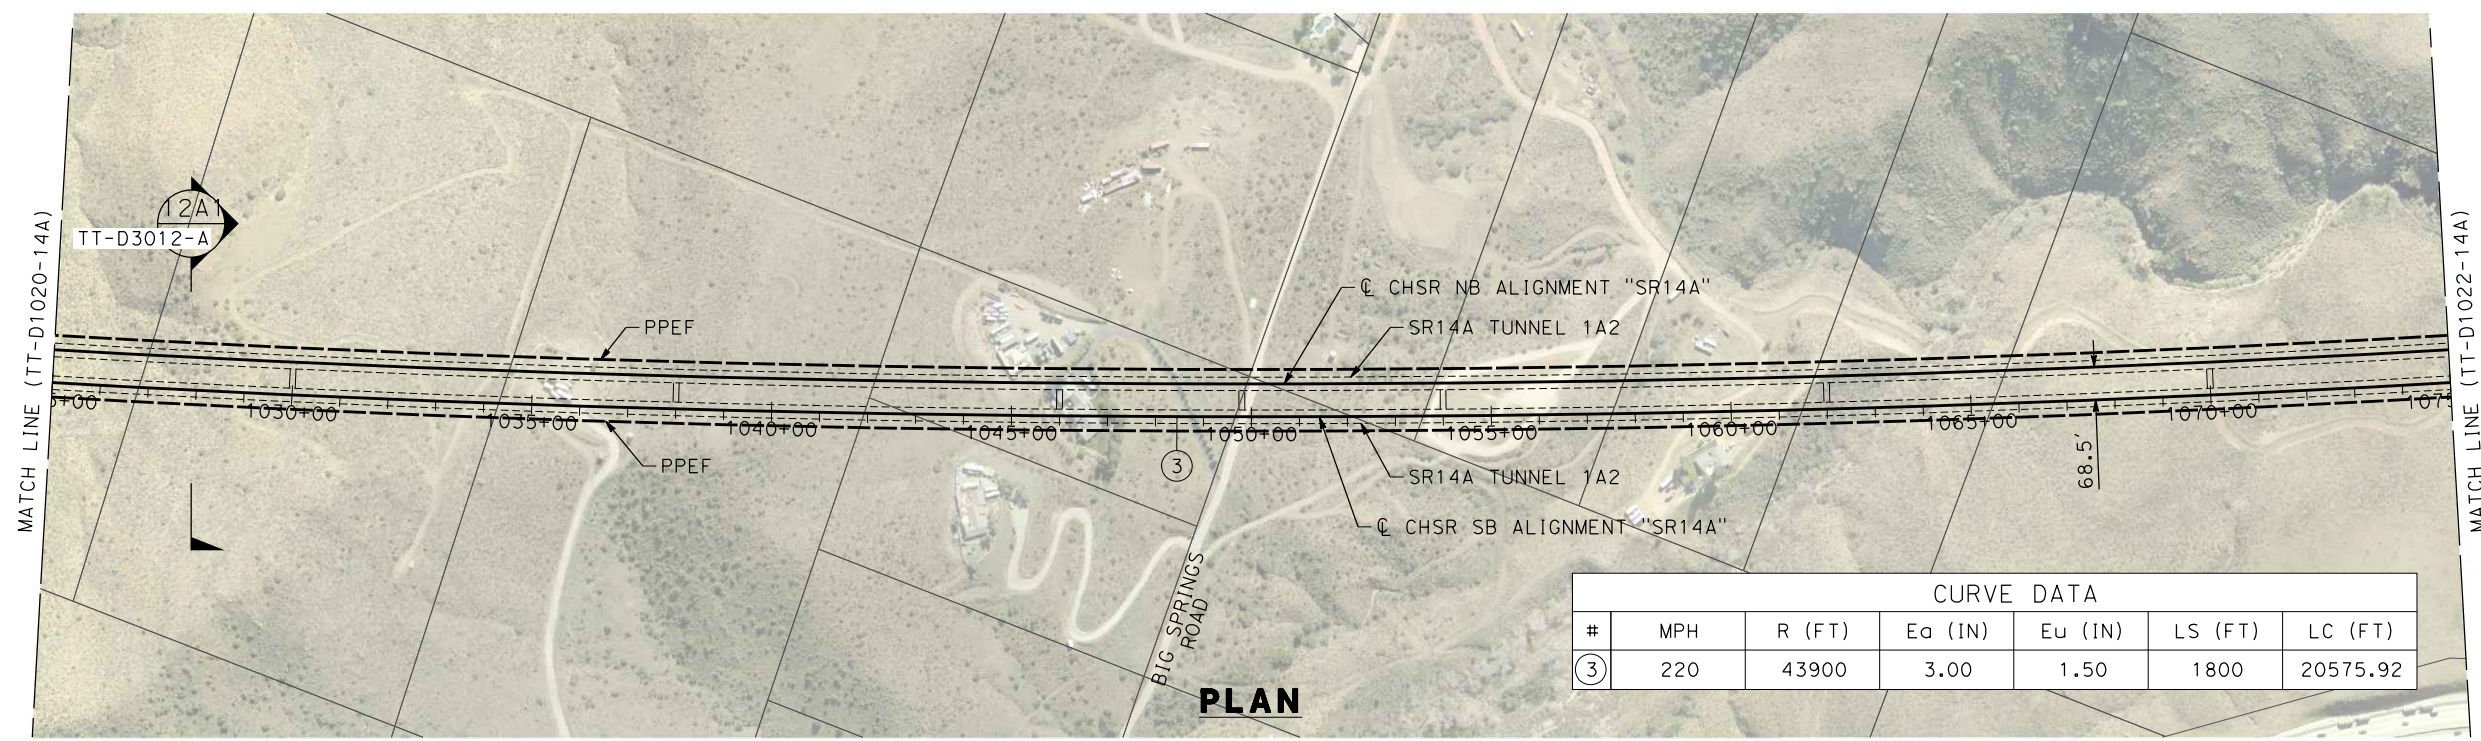 MATCH LINE (TT-D1020-14A)
12A1
TT-D3012-A
PPEF
PPEF
℄ CHSR NB ALIGNMENT "SR14A"
SR14A TUNNEL 1A2
SR14A TUNNEL 1A2
℄ CHSR SB ALIGNMENT "SR14A"
5+00
1030+00
1035+00
1040+00
1045+00
1050+00
1055+00
1060+00
1065+00
1070+00
1075
3
68.5'
BIG SPRINGS
ROAD
MATCH LINE (TT-D1022-14A)
CURVE DATA
# MPH R (FT) Ea (IN) Eu (IN) LS (FT) LC (FT)
3 220 43900 3.00 1.50 1800 20575.92
PLAN